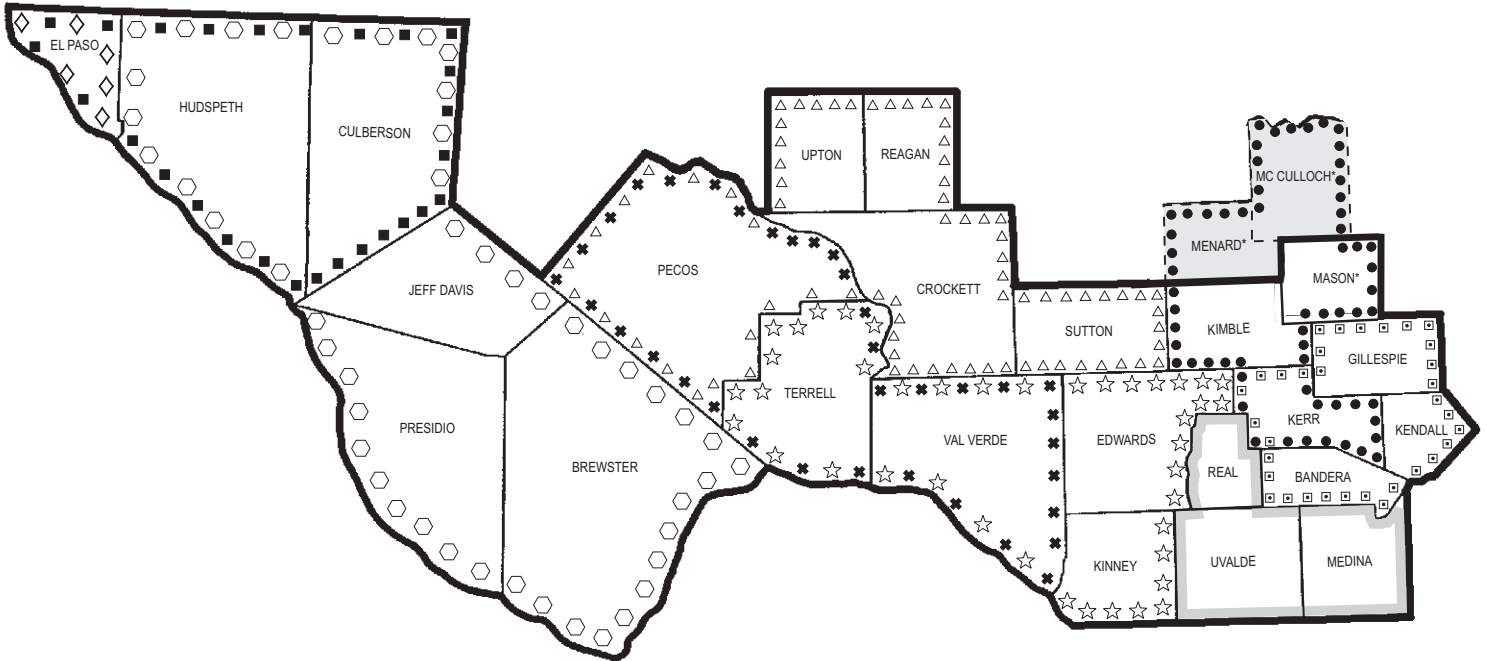 EL PASO
HUDSPETH
CULBERSON
UPTON
REAGAN
MC CULLOCH*
MENARD*
PECOS
MASON*
JEFF DAVIS
CROCKETT
SUTTON
KIMBLE
GILLESPIE
TERRELL
PRESIDIO
VAL VERDE
EDWARDS
KERR
KENDALL
BREWSTER
REAL
BANDERA
KINNEY
UVALDE
MEDINA